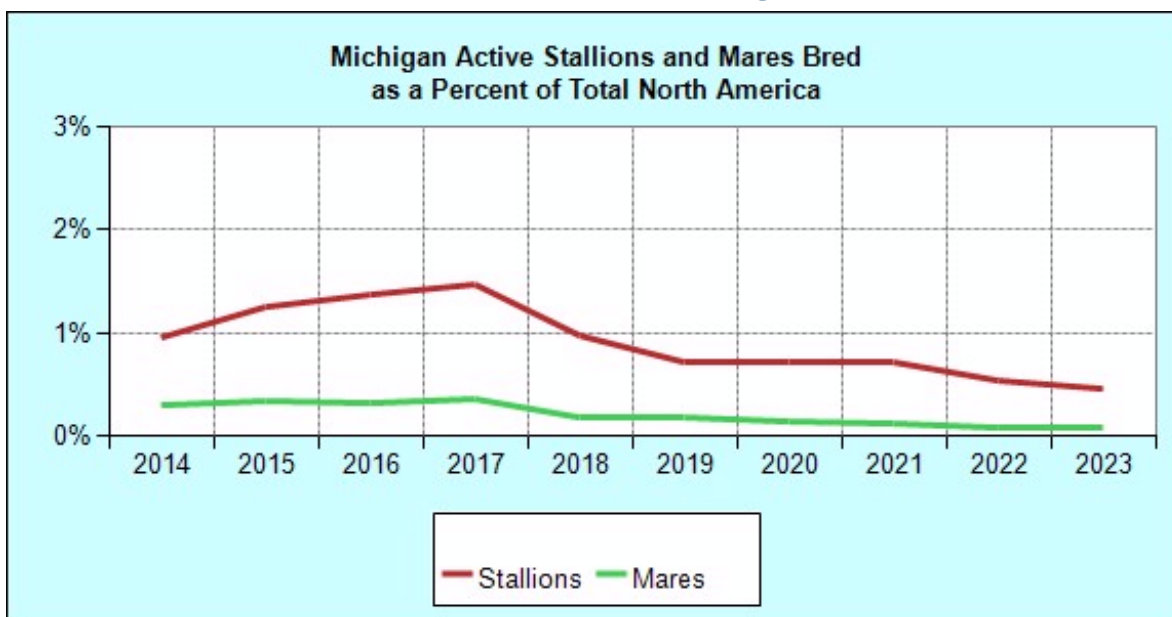 Michigan Active Stallions and Mares Bred
as a Percent of Total North America
3%
2%
1%
0%
2014 2015 2016 2017 2018 2019 2020 2021 2022 2023
Stallions Mares